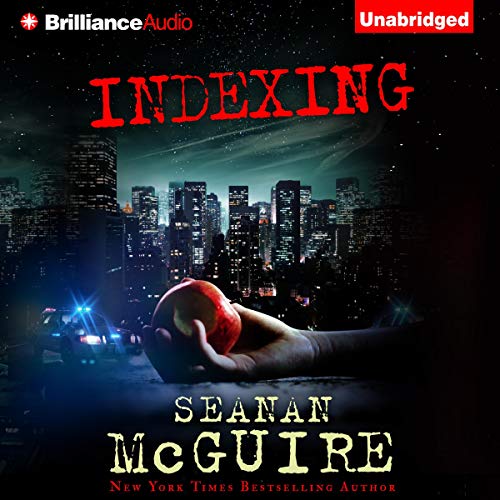 BrillianceAudio
Unabridged
INDEXING
SEANAN
McGUIRE
NEW YORK TIMES BESTSELLING AUTHOR